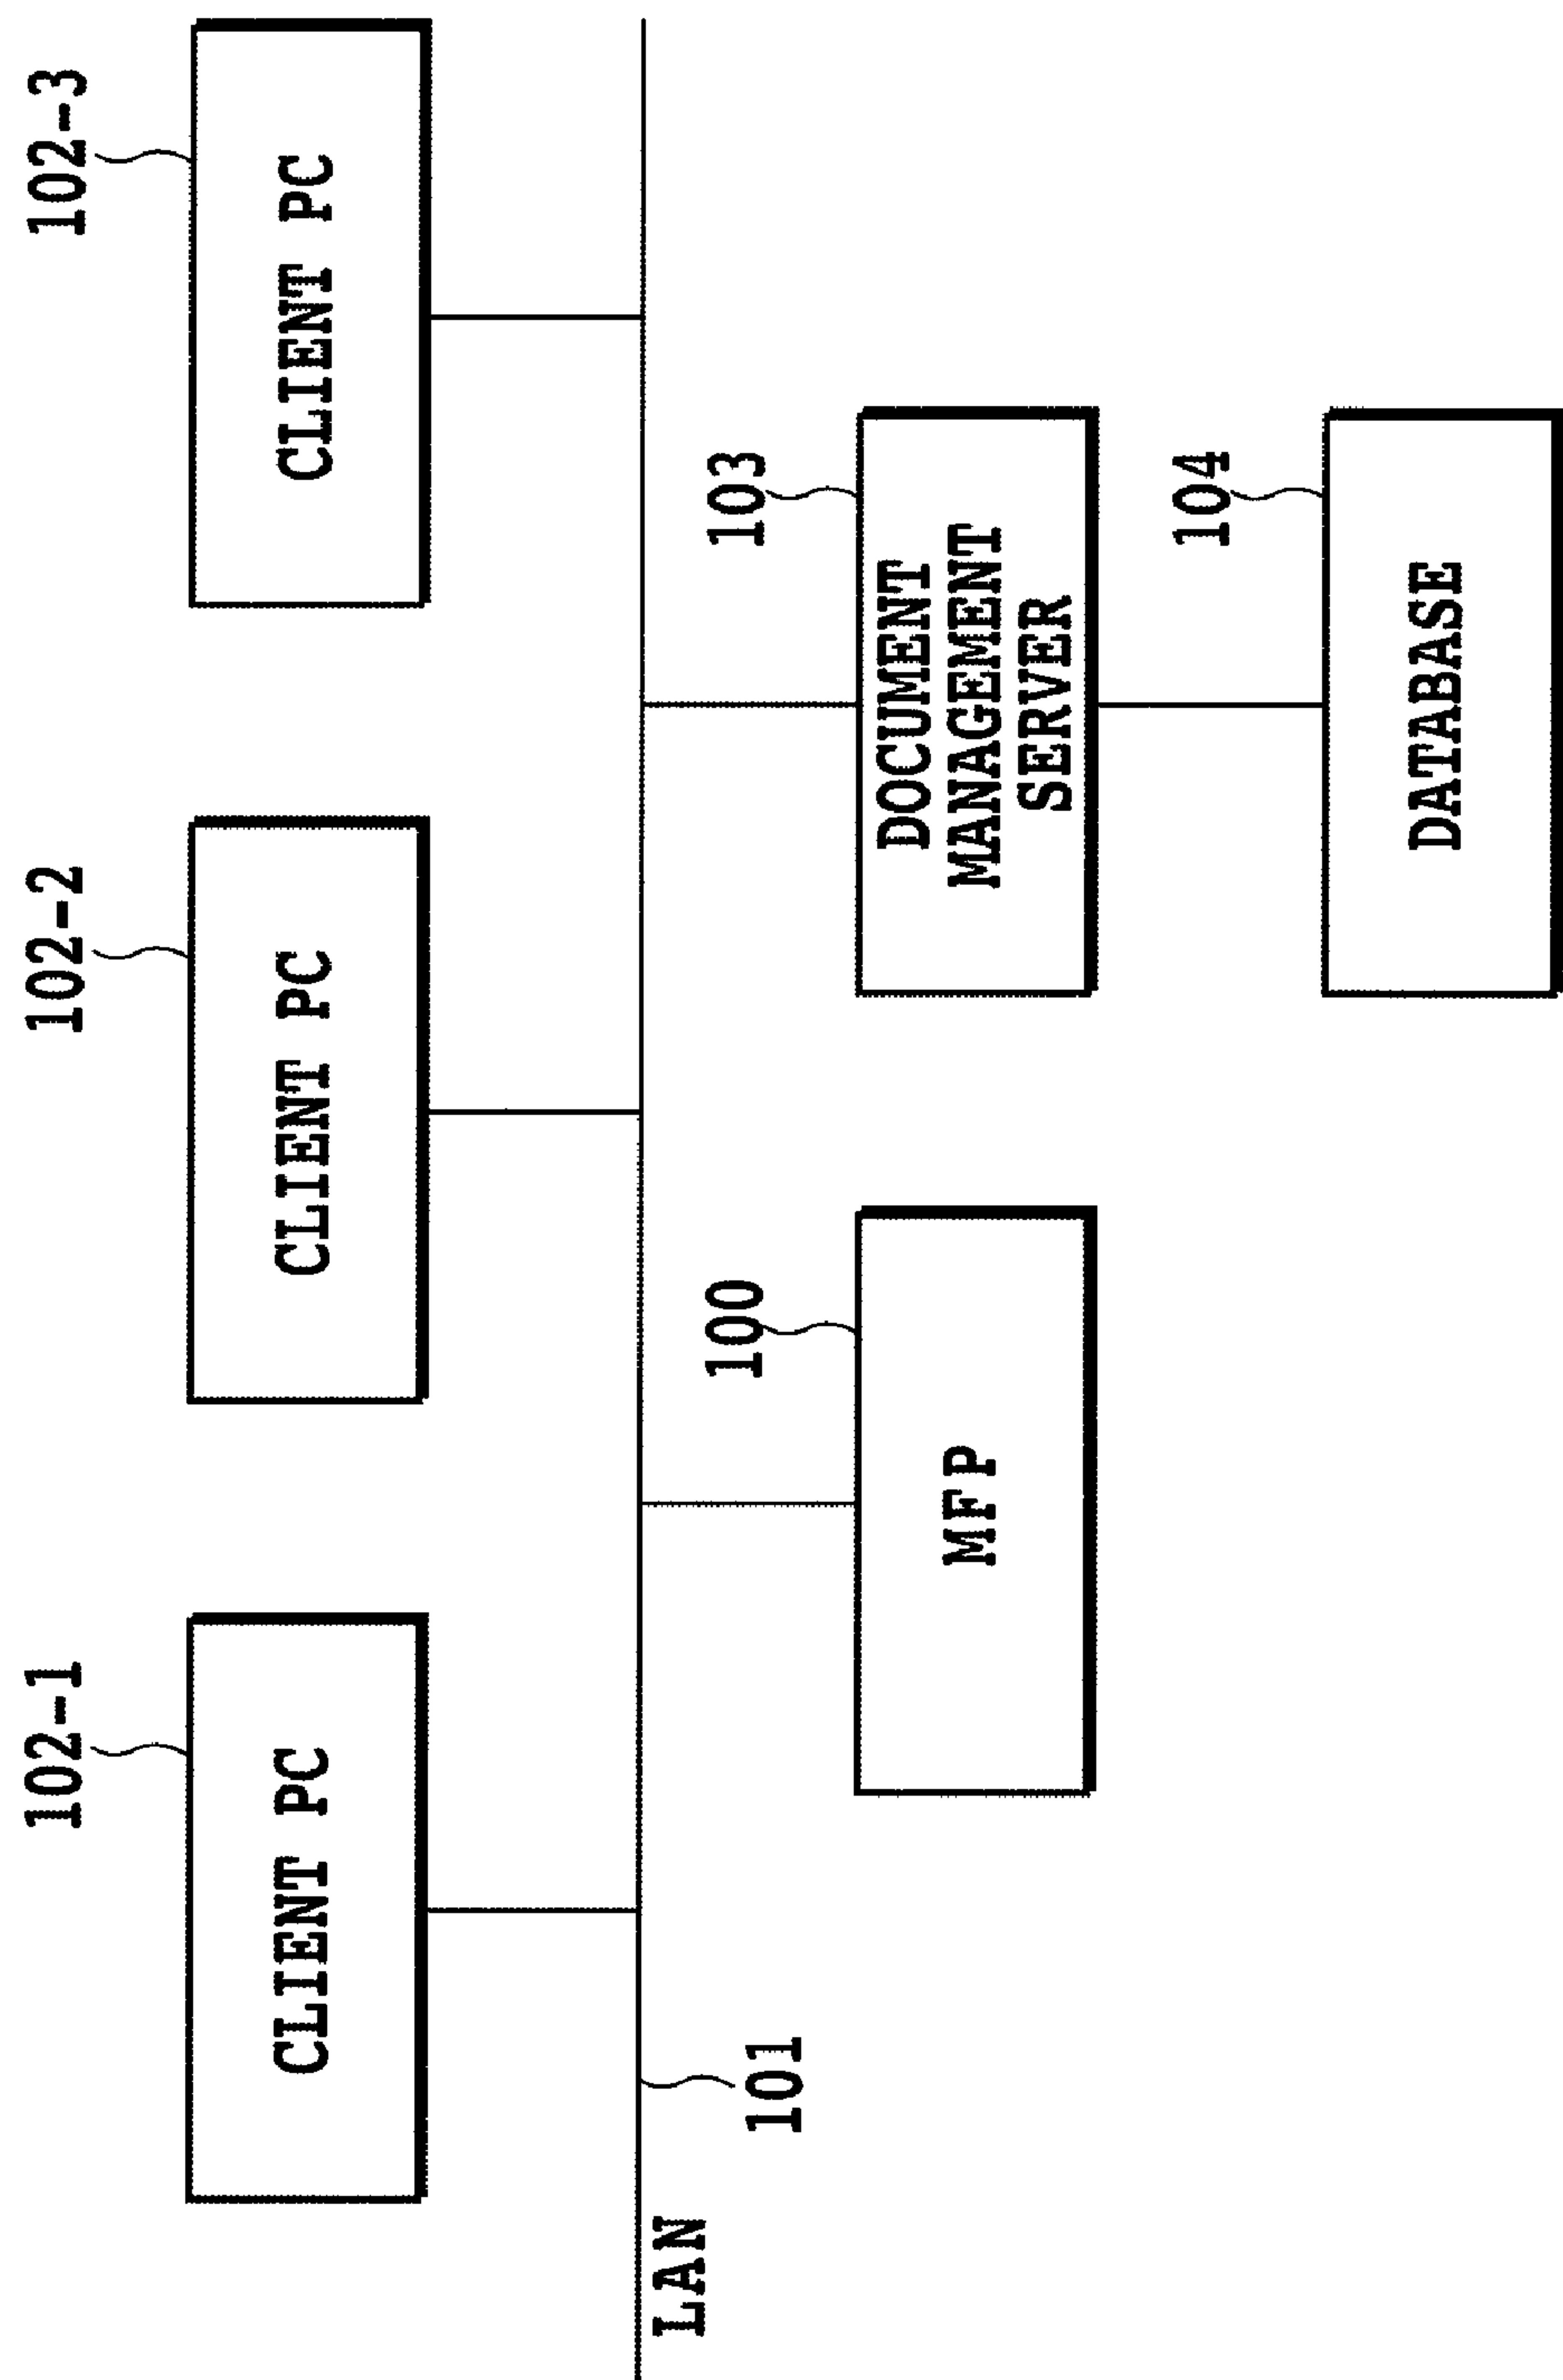 102-1
102-2
102-3
CLIENT PC
CLIENT PC
CLIENT PC
LAN
101
100
103
MFP
DOCUMENT
MANAGEMENT
SERVER
104
DATABASE